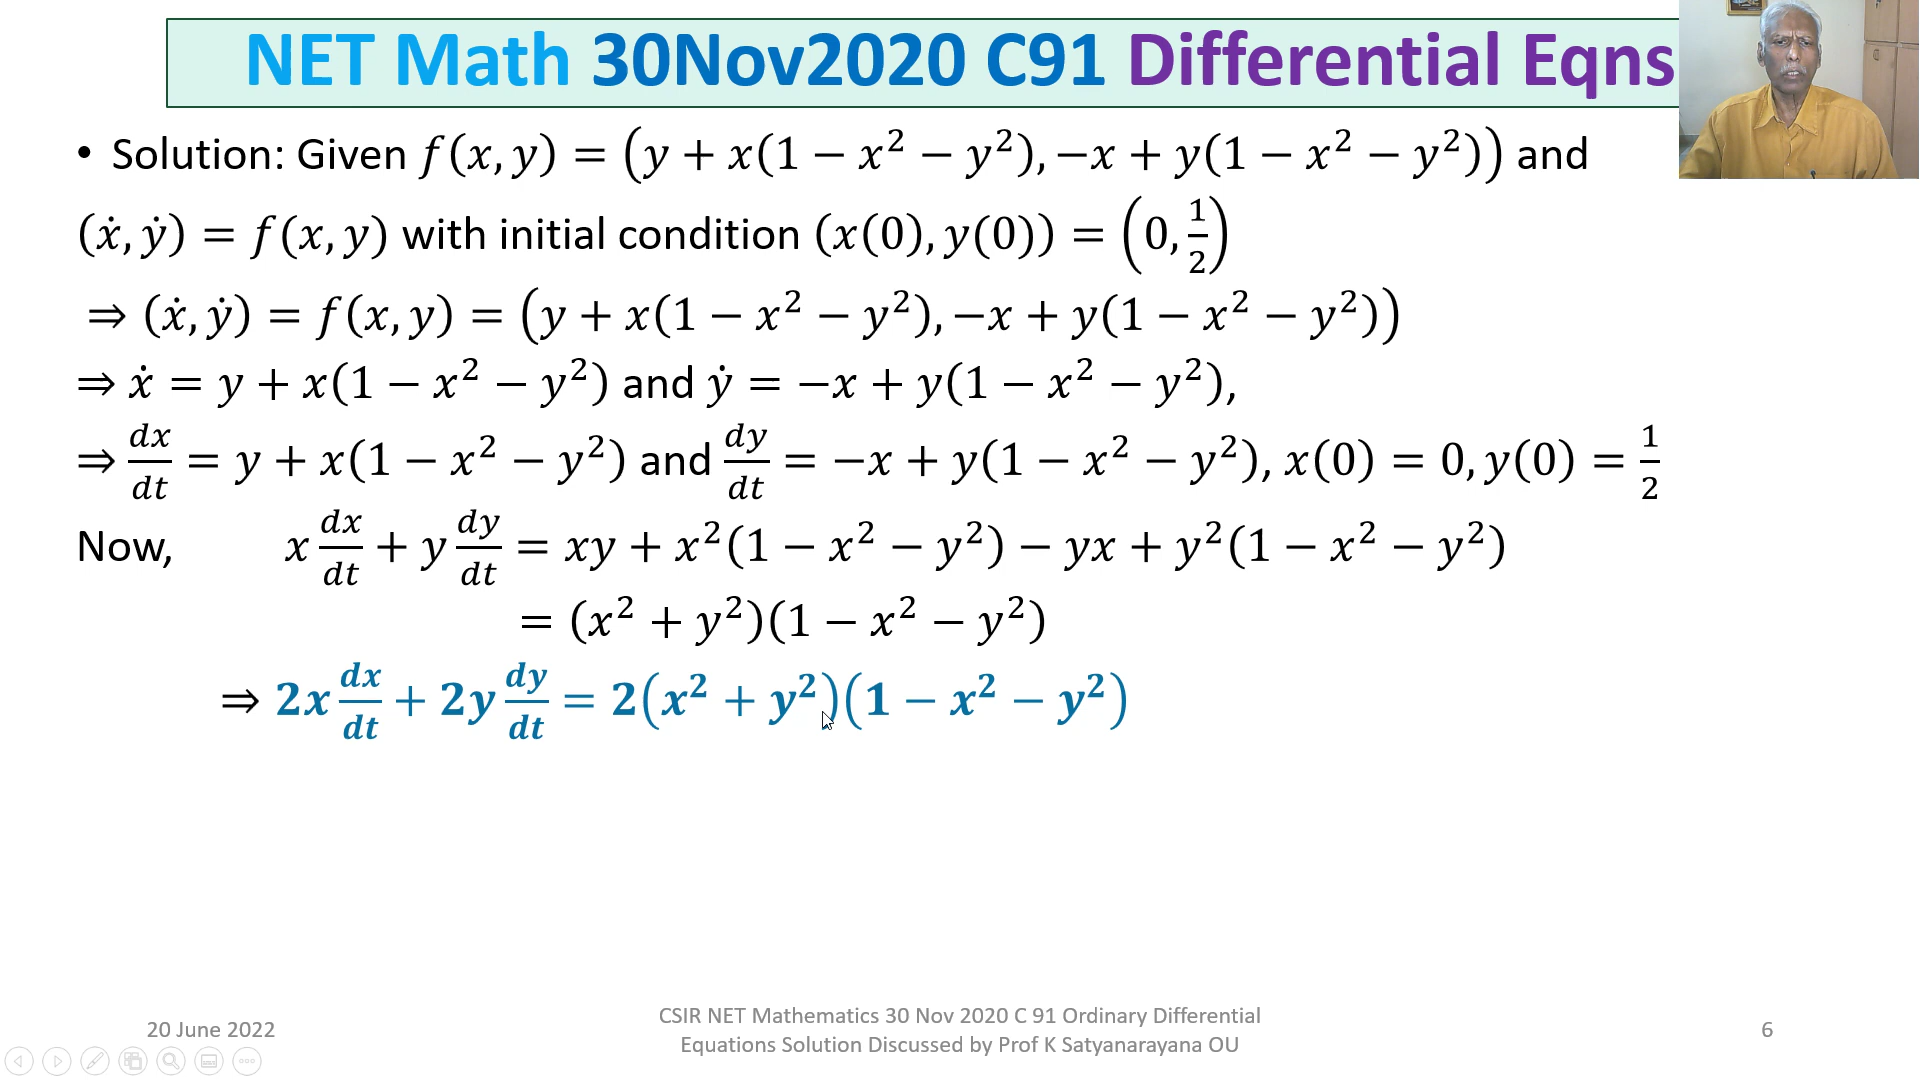 NET Math 30Nov2020 C91 Differential Eqns
• Solution: Given f(x, y) = (y + x(1 − x² − y²), −x + y(1 − x² − y²)) and
(ẋ, ẏ) = f(x, y) with initial condition (x(0), y(0)) = (0, 1/2)
⇒ (ẋ, ẏ) = f(x, y) = (y + x(1 − x² − y²), −x + y(1 − x² − y²))
⇒ ẋ = y + x(1 − x² − y²) and ẏ = −x + y(1 − x² − y²),
⇒ dx/dt = y + x(1 − x² − y²) and dy/dt = −x + y(1 − x² − y²), x(0) = 0, y(0) = 1/2
Now, x dx/dt + y dy/dt = xy + x²(1 − x² − y²) − yx + y²(1 − x² − y²)
= (x² + y²)(1 − x² − y²)
⇒ 2x dx/dt + 2y dy/dt = 2(x² + y²)(1 − x² − y²)
20 June 2022
CSIR NET Mathematics 30 Nov 2020 C 91 Ordinary Differential
Equations Solution Discussed by Prof K Satyanarayana OU
6